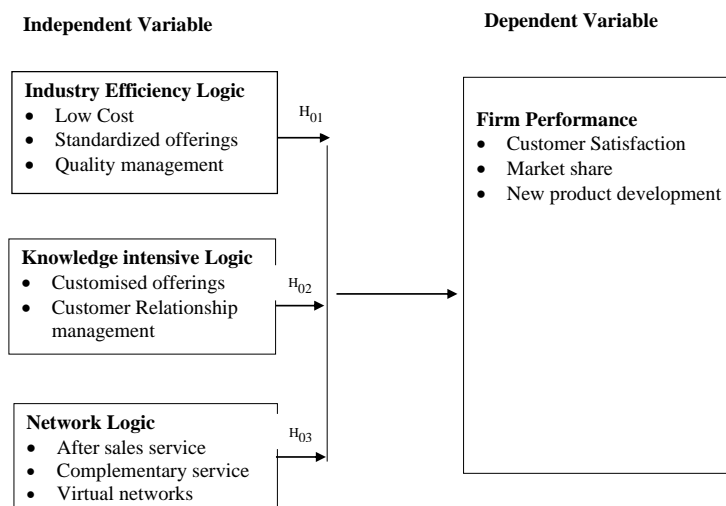 Independent Variable
Dependent Variable
Industry Efficiency Logic
• Low Cost
• Standardized offerings
• Quality management
H01
Knowledge intensive Logic
• Customised offerings
• Customer Relationship
management
H02
Network Logic
• After sales service
• Complementary service
• Virtual networks
H03
Firm Performance
• Customer Satisfaction
• Market share
• New product development